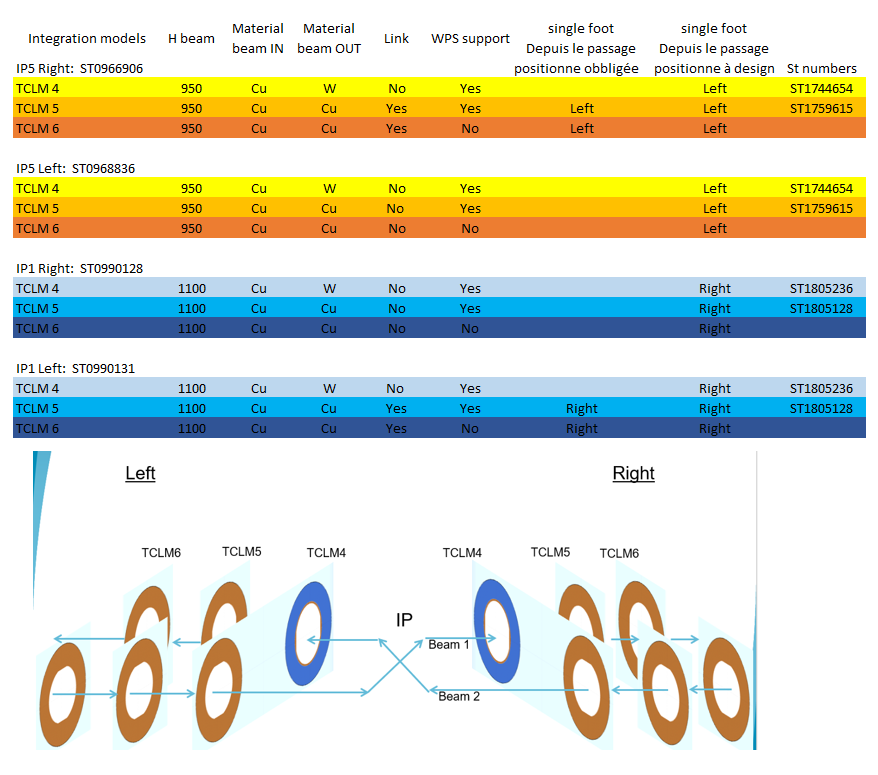 Integration models H beam Material beam IN Material beam OUT Link WPS support single foot Depuis le passage positionne obbligée single foot Depuis le passage positionne à design St numbers
IP5 Right: ST0966906
TCLM 4 950 Cu W No Yes Left ST1744654
TCLM 5 950 Cu Cu Yes Yes Left Left ST1759615
TCLM 6 950 Cu Cu Yes No Left Left
IP5 Left: ST0968836
TCLM 4 950 Cu W No Yes Left ST1744654
TCLM 5 950 Cu Cu No Yes Left ST1759615
TCLM 6 950 Cu Cu No No Left
IP1 Right: ST0990128
TCLM 4 1100 Cu W No Yes Right ST1805236
TCLM 5 1100 Cu Cu No Yes Right ST1805128
TCLM 6 1100 Cu Cu No No Right
IP1 Left: ST0990131
TCLM 4 1100 Cu W No Yes Right ST1805236
TCLM 5 1100 Cu Cu Yes Yes Right Right ST1805128
TCLM 6 1100 Cu Cu Yes No Right Right
Left Right
TCLM6 TCLM5 TCLM4 TCLM4 TCLM5 TCLM6
IP
Beam 1
Beam 2